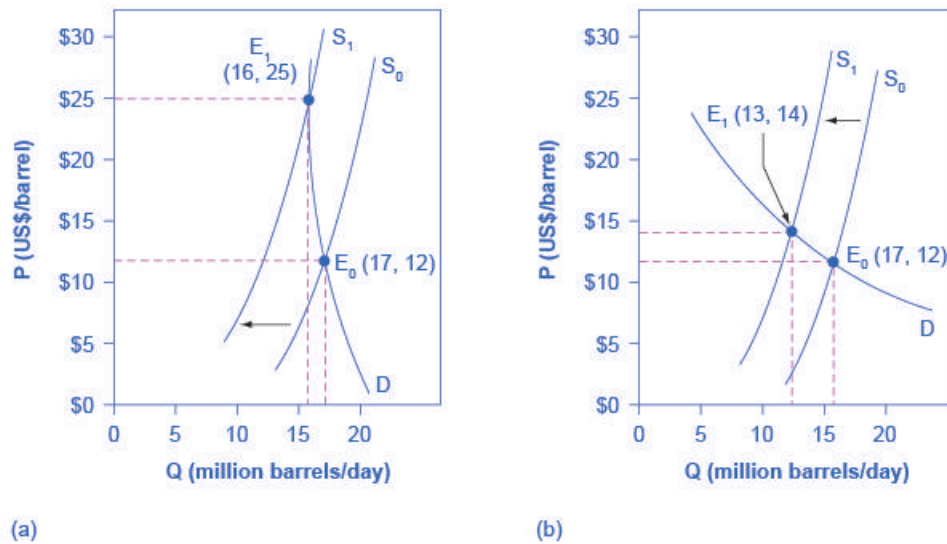 $30
$25
$20
$15
$10
$5
$0
P (US$/barrel)
E1
(16, 25)
S1
S0
E0 (17, 12)
D
0 5 10 15 20
Q (million barrels/day)
(a)
$30
$25
$20
$15
$10
$5
$0
P (US$/barrel)
S1
S0
E1 (13, 14)
E0 (17, 12)
D
0 5 10 15 20
Q (million barrels/day)
(b)